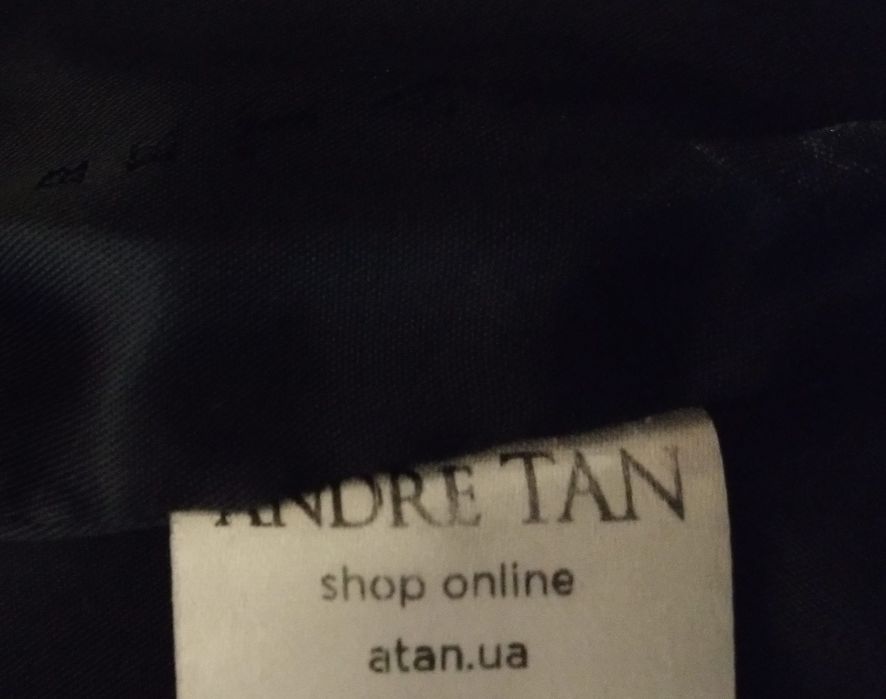 ANDRE TAN
shop online
atan.ua